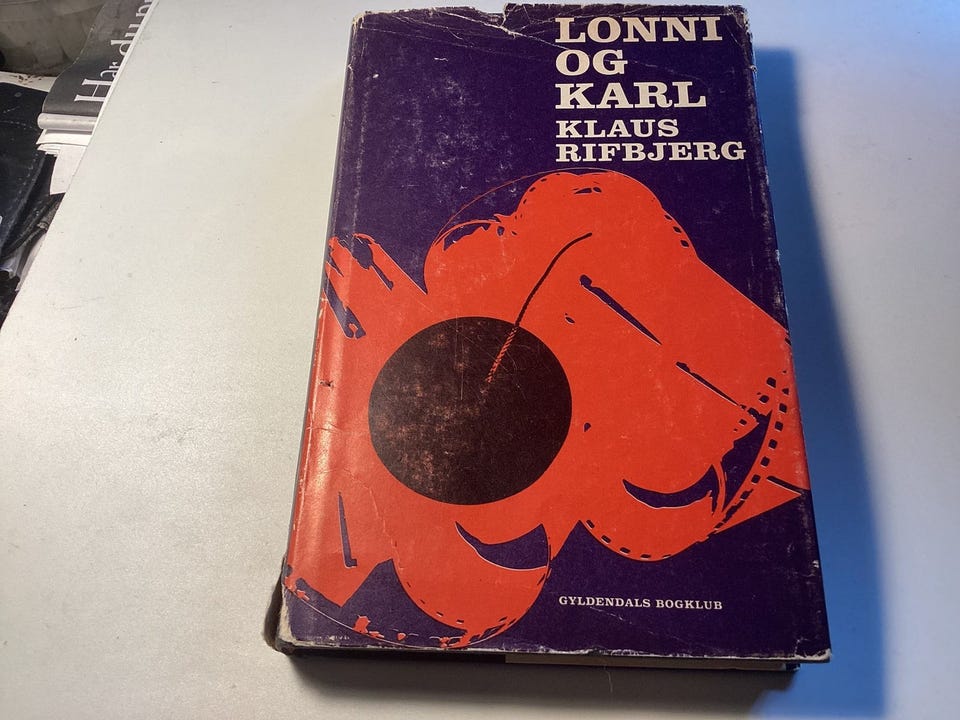 LONNI
OG
KARL
KLAUS
RIFBJERG
GYLDENDALS BOGKLUB